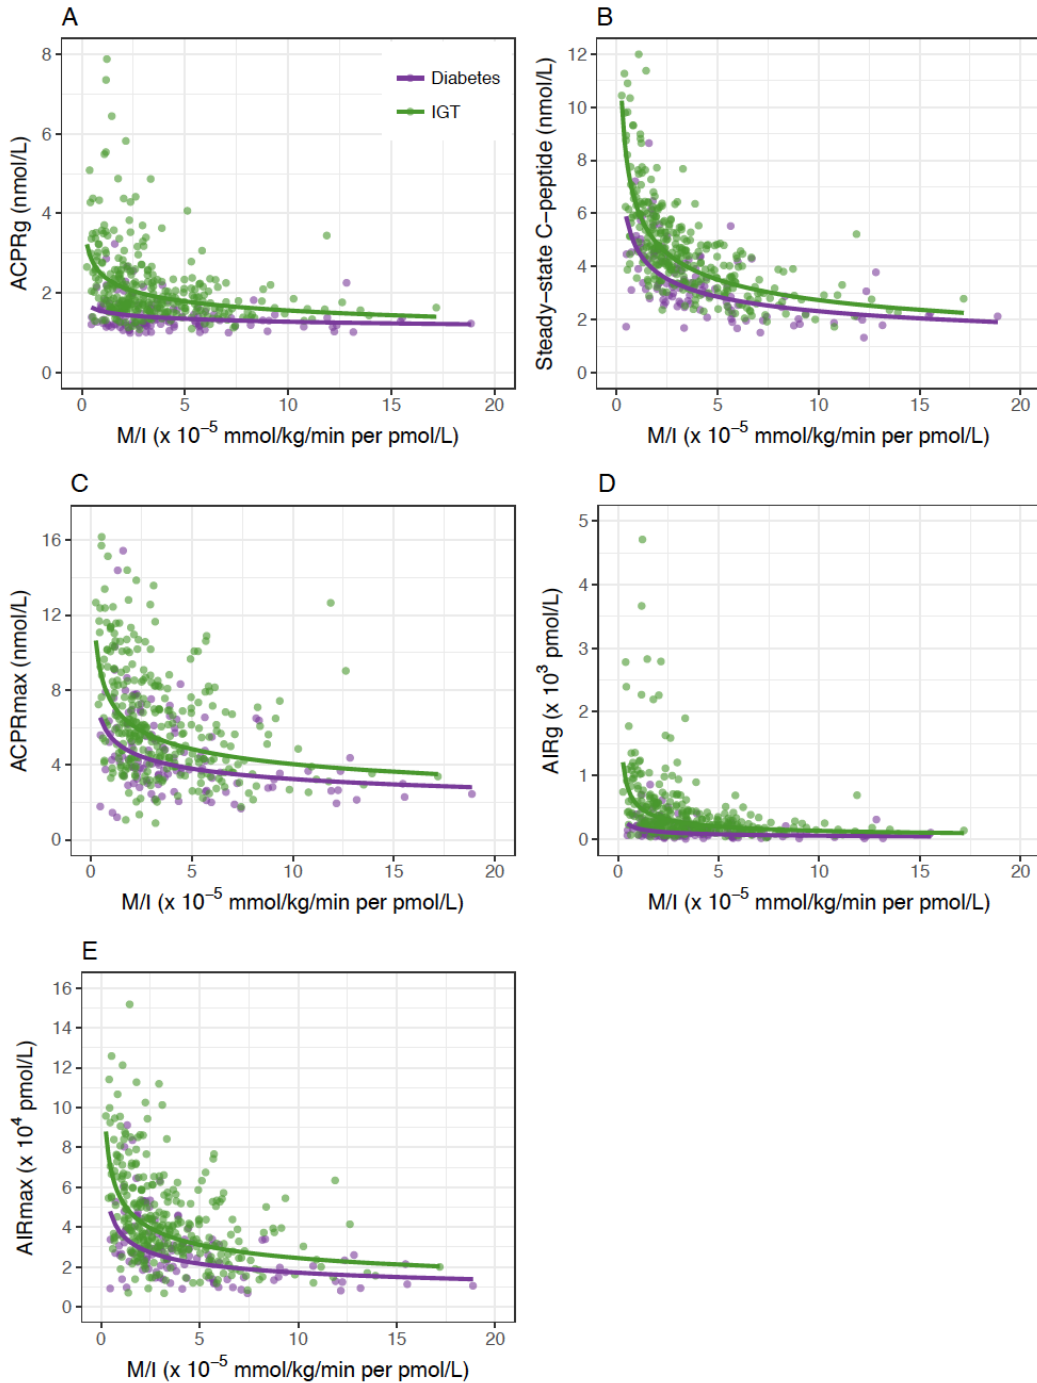 A
ACPRg (nmol/L)
8
6
4
2
0
Diabetes
IGT
0 5 10 15 20
M/I (x 10⁻⁵ mmol/kg/min per pmol/L)
B
Steady−state C−peptide (nmol/L)
12
10
8
6
4
2
0
0 5 10 15 20
M/I (x 10⁻⁵ mmol/kg/min per pmol/L)
C
ACPRmax (nmol/L)
16
12
8
4
0
0 5 10 15 20
M/I (x 10⁻⁵ mmol/kg/min per pmol/L)
D
AIRg (x 10³ pmol/L)
5
4
3
2
1
0
0 5 10 15 20
M/I (x 10⁻⁵ mmol/kg/min per pmol/L)
E
AIRmax (x 10⁴ pmol/L)
16
14
12
10
8
6
4
2
0
0 5 10 15 20
M/I (x 10⁻⁵ mmol/kg/min per pmol/L)